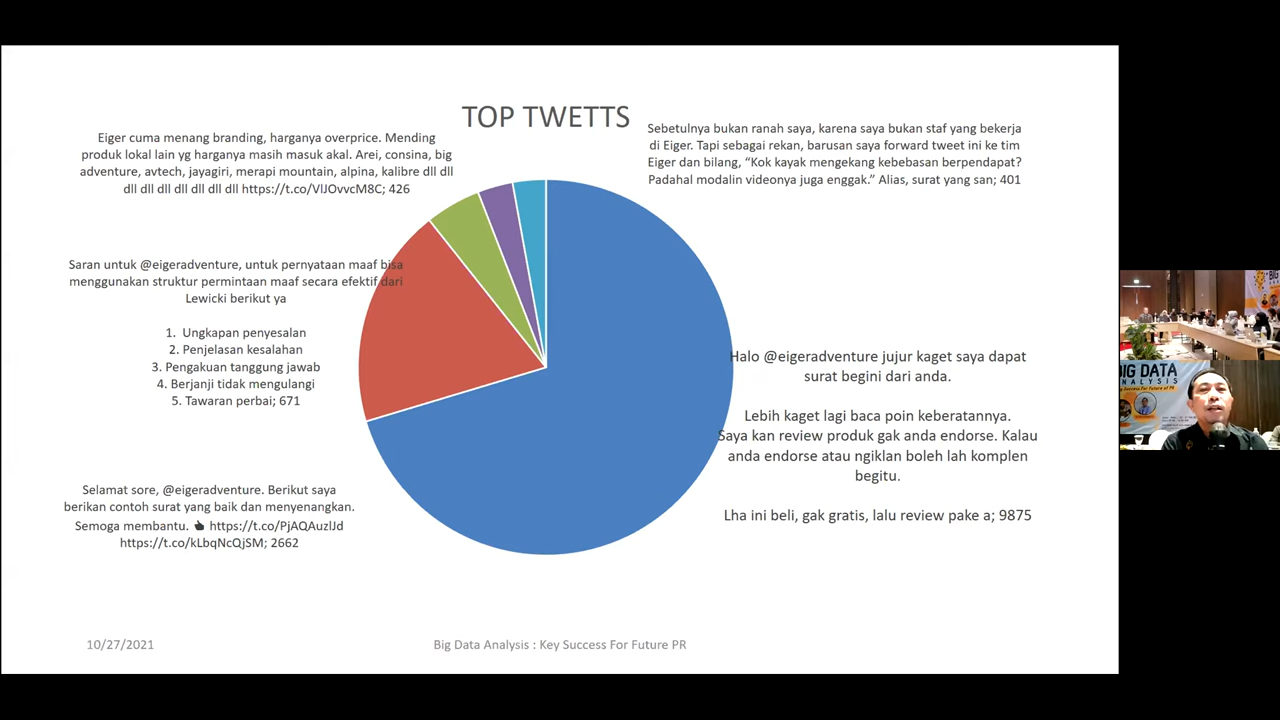 TOP TWETTS
Eiger cuma menang branding, harganya overprice. Mending
produk lokal lain yg harganya masih masuk akal. Arei, consina, big
adventure, avtech, jayagiri, merapi mountain, alpina, kalibre dll dll
dll dll dll dll dll dll dll https://t.co/VlJOvvcM8C; 426
Sebetulnya bukan ranah saya, karena saya bukan staf yang bekerja
di Eiger. Tapi sebagai rekan, barusan saya forward tweet ini ke tim
Eiger dan bilang, “Kok kayak mengekang kebebasan berpendapat?
Padahal modalin videonya juga enggak.” Alias, surat yang san; 401
Saran untuk @eigeradventure, untuk pernyataan maaf bisa
menggunakan struktur permintaan maaf secara efektif dari
Lewicki berikut ya
1. Ungkapan penyesalan
2. Penjelasan kesalahan
3. Pengakuan tanggung jawab
4. Berjanji tidak mengulangi
5. Tawaran perbai; 671
Halo @eigeradventure jujur kaget saya dapat
surat begini dari anda.
Lebih kaget lagi baca poin keberatannya.
Saya kan review produk gak anda endorse. Kalau
anda endorse atau ngiklan boleh lah komplen
begitu.
Lha ini beli, gak gratis, lalu review pake a; 9875
Selamat sore, @eigeradventure. Berikut saya
berikan contoh surat yang baik dan menyenangkan.
Semoga membantu. https://t.co/PjAQAuzlJd
https://t.co/kLbqNcQjSM; 2662
10/27/2021
Big Data Analysis : Key Success For Future PR
BIG DATA
ANALYSIS